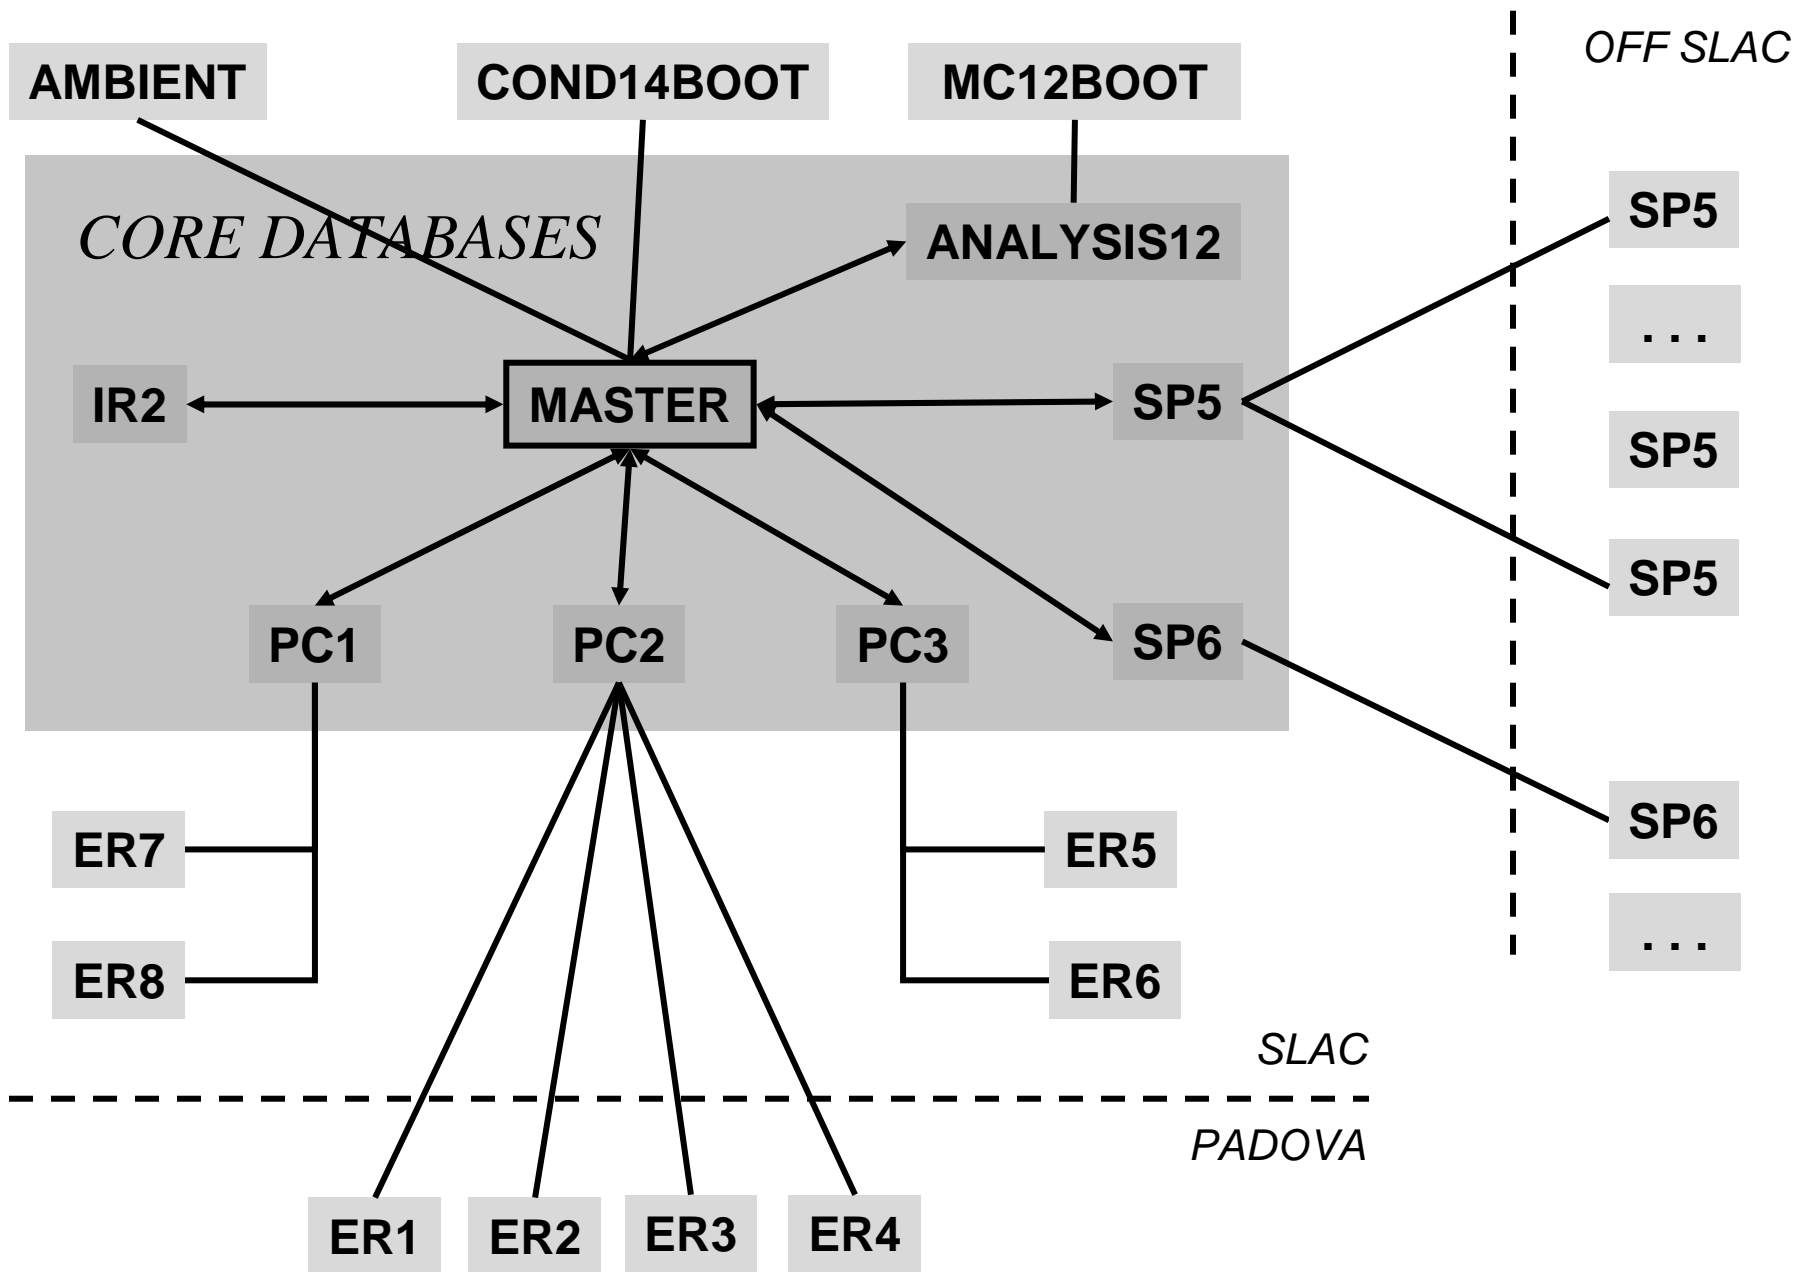 OFF SLAC
AMBIENT
COND14BOOT
MC12BOOT
CORE DATABASES
ANALYSIS12
SP5
. . .
IR2
MASTER
SP5
SP5
SP5
PC1
PC2
PC3
SP6
SP6
ER7
ER5
. . .
ER8
ER6
SLAC
PADOVA
ER1
ER2
ER3
ER4